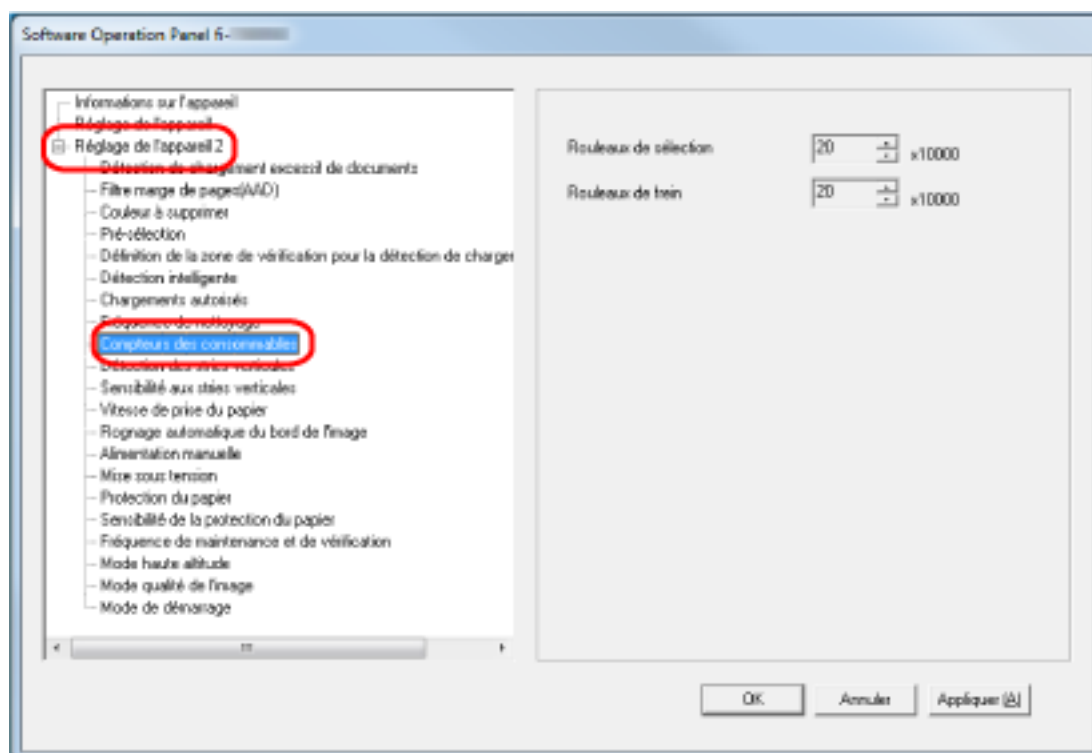 Software Operation Panel fi-
Informations sur l'appareil
Réglage de l'appareil
Réglage de l'appareil 2
Détection de chargement excessif de documents
Filtre marge de pages(AAD)
Couleur à supprimer
Pré-sélection
Définition de la zone de vérification pour la détection de charger
Détection intelligente
Chargements autorisés
Fréquence de nettoyage
Compteurs des consommables
Détection des stries verticales
Sensibilité aux stries verticales
Vitesse de prise du papier
Rognage automatique du bord de l'image
Alimentation manuelle
Mise sous tension
Protection du papier
Sensibilité de la protection du papier
Fréquence de maintenance et de vérification
Mode haute altitude
Mode qualité de l'image
Mode de démarrage
Rouleaux de sélection 20 x10000
Rouleaux de frein 20 x10000
OK Annuler Appliquer (A)